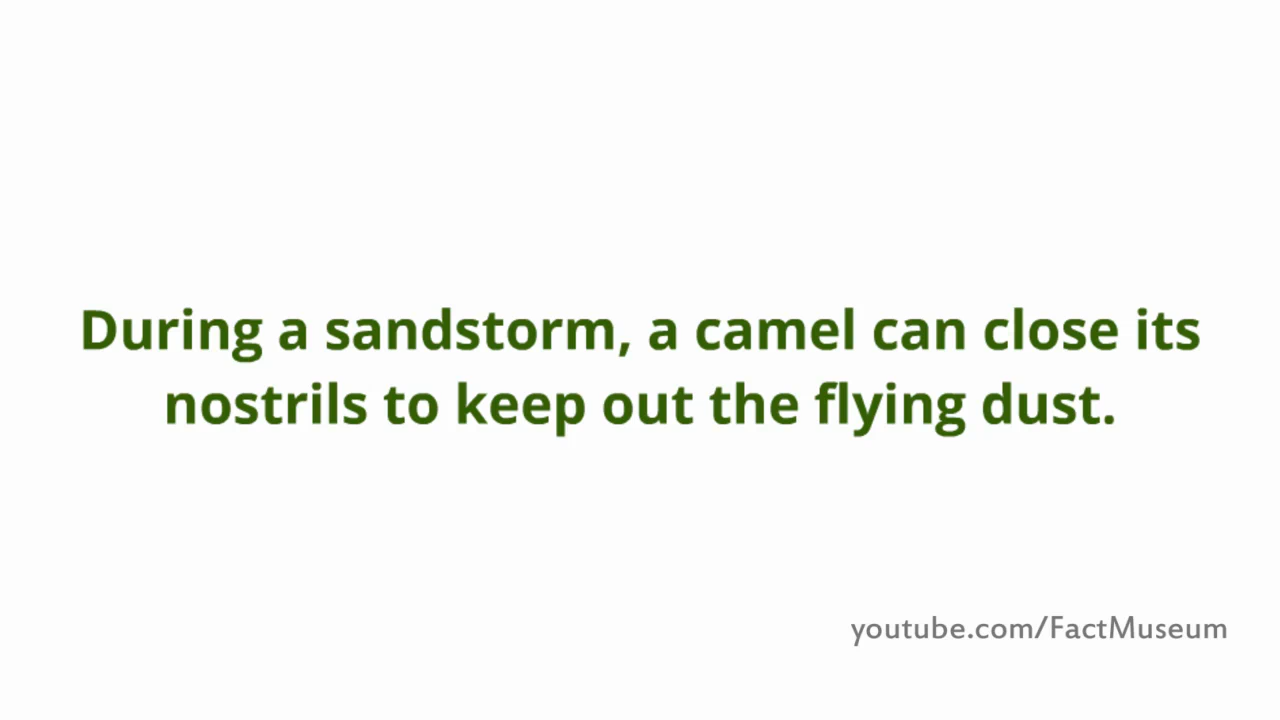 During a sandstorm, a camel can close its
nostrils to keep out the flying dust.
youtube.com/FactMuseum